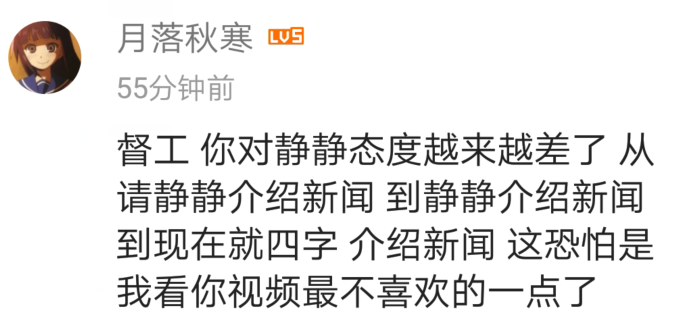 月落秋寒 LV5
55分钟前
督工 你对静静态度越来越差了 从
请静静介绍新闻 到静静介绍新闻
到现在就四字 介绍新闻 这恐怕是
我看你视频最不喜欢的一点了